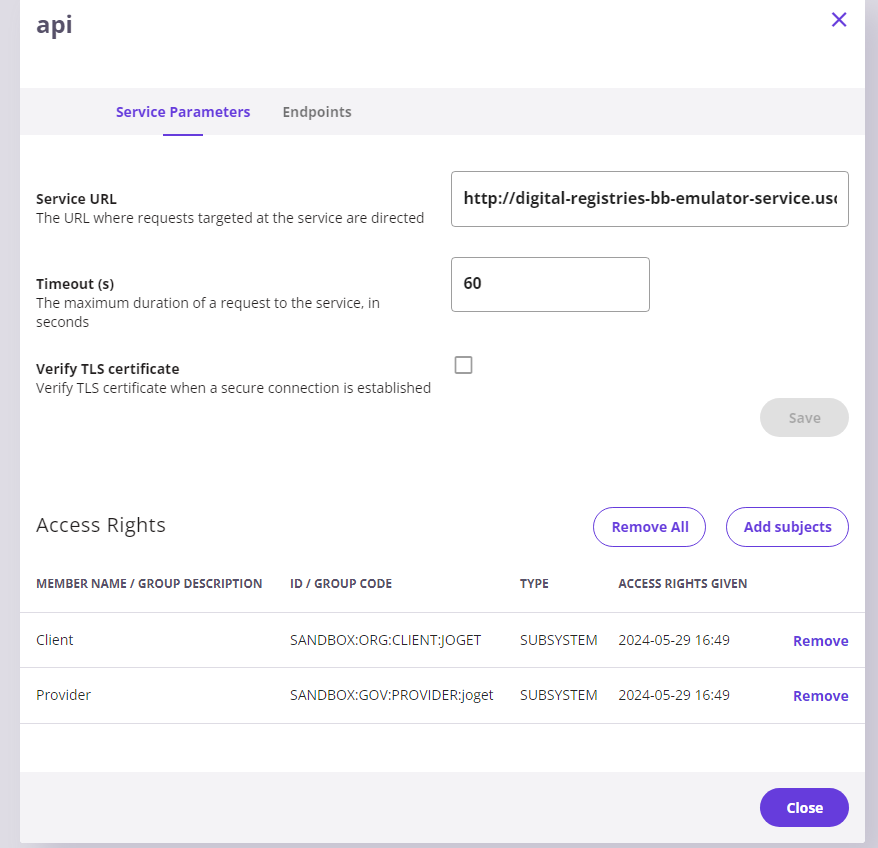 api
Service Parameters Endpoints
Service URL
The URL where requests targeted at the service are directed
http://digital-registries-bb-emulator-service.us
Timeout (s)
The maximum duration of a request to the service, in
seconds
60
Verify TLS certificate
Verify TLS certificate when a secure connection is established
Save
Access Rights
Remove All
Add subjects
MEMBER NAME / GROUP DESCRIPTION ID / GROUP CODE TYPE ACCESS RIGHTS GIVEN
Client SANDBOX:ORG:CLIENT:JOGET SUBSYSTEM 2024-05-29 16:49 Remove
Provider SANDBOX:GOV:PROVIDER:joget SUBSYSTEM 2024-05-29 16:49 Remove
Close